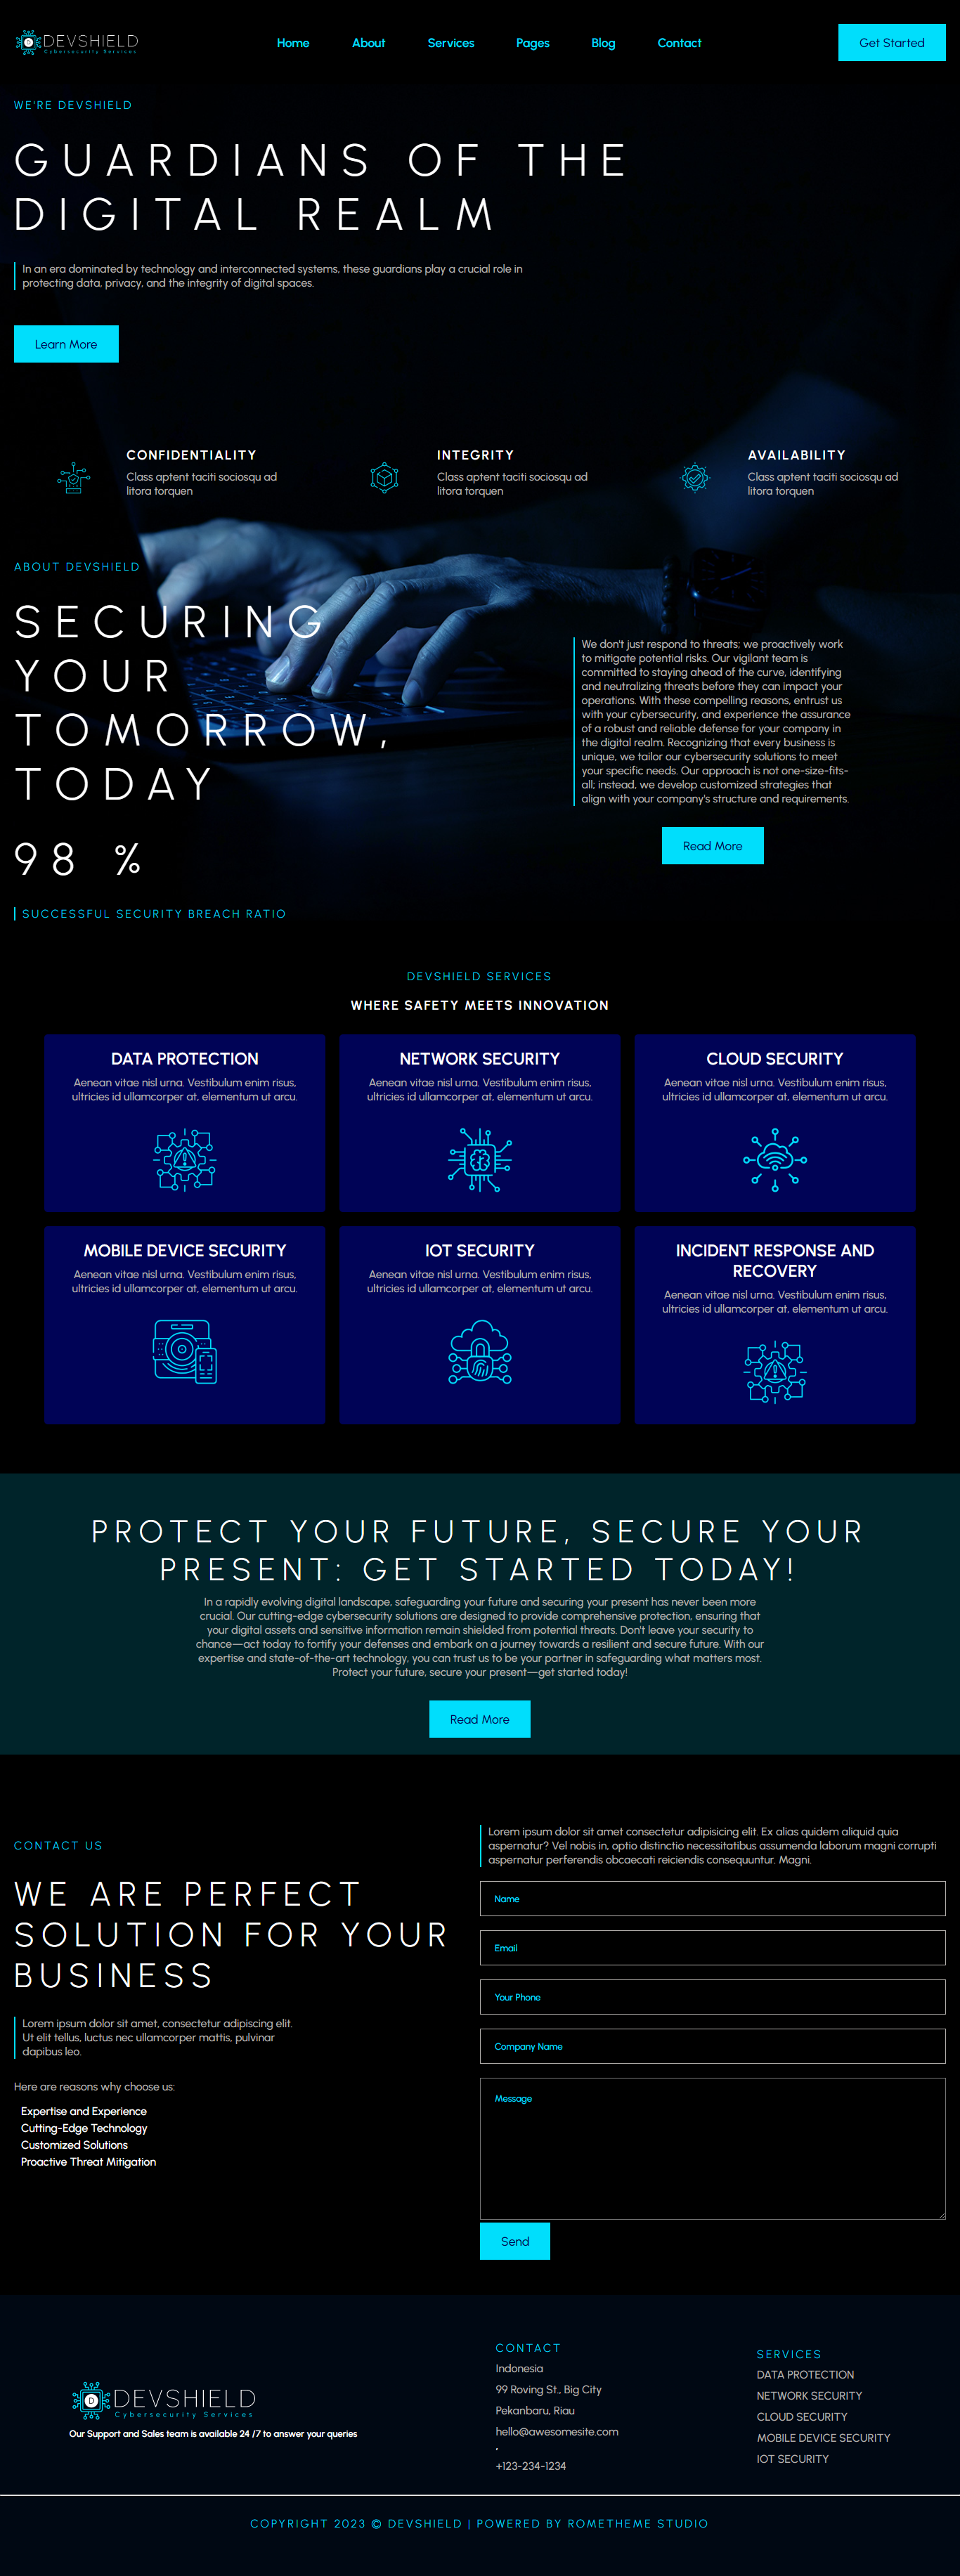 DEVSHIELD
Cybersecurity Services
Home About Services Pages Blog Contact
Get Started
WE'RE DEVSHIELD
GUARDIANS OF THE
DIGITAL REALM
In an era dominated by technology and interconnected systems, these guardians play a crucial role in
protecting data, privacy, and the integrity of digital spaces.
Learn More
CONFIDENTIALITY
Class aptent taciti sociosqu ad
litora torquen
INTEGRITY
Class aptent taciti sociosqu ad
litora torquen
AVAILABILITY
Class aptent taciti sociosqu ad
litora torquen
ABOUT DEVSHIELD
SECURING
YOUR
TOMORROW,
TODAY
98 %
SUCCESSFUL SECURITY BREACH RATIO
We don't just respond to threats; we proactively work
to mitigate potential risks. Our vigilant team is
committed to staying ahead of the curve, identifying
and neutralizing threats before they can impact your
operations. With these compelling reasons, entrust us
with your cybersecurity, and experience the assurance
of a robust and reliable defense for your company in
the digital realm. Recognizing that every business is
unique, we tailor our cybersecurity solutions to meet
your specific needs. Our approach is not one-size-fits-
all; instead, we develop customized strategies that
align with your company's structure and requirements.
Read More
DEVSHIELD SERVICES
WHERE SAFETY MEETS INNOVATION
DATA PROTECTION
Aenean vitae nisl urna. Vestibulum enim risus,
ultricies id ullamcorper at, elementum ut arcu.
NETWORK SECURITY
Aenean vitae nisl urna. Vestibulum enim risus,
ultricies id ullamcorper at, elementum ut arcu.
CLOUD SECURITY
Aenean vitae nisl urna. Vestibulum enim risus,
ultricies id ullamcorper at, elementum ut arcu.
MOBILE DEVICE SECURITY
Aenean vitae nisl urna. Vestibulum enim risus,
ultricies id ullamcorper at, elementum ut arcu.
IOT SECURITY
Aenean vitae nisl urna. Vestibulum enim risus,
ultricies id ullamcorper at, elementum ut arcu.
INCIDENT RESPONSE AND
RECOVERY
Aenean vitae nisl urna. Vestibulum enim risus,
ultricies id ullamcorper at, elementum ut arcu.
PROTECT YOUR FUTURE, SECURE YOUR
PRESENT: GET STARTED TODAY!
In a rapidly evolving digital landscape, safeguarding your future and securing your present has never been more
crucial. Our cutting-edge cybersecurity solutions are designed to provide comprehensive protection, ensuring that
your digital assets and sensitive information remain shielded from potential threats. Don't leave your security to
chance—act today to fortify your defenses and embark on a journey towards a resilient and secure future. With our
expertise and state-of-the-art technology, you can trust us to be your partner in safeguarding what matters most.
Protect your future, secure your present—get started today!
Read More
CONTACT US
WE ARE PERFECT
SOLUTION FOR YOUR
BUSINESS
Lorem ipsum dolor sit amet, consectetur adipiscing elit.
Ut elit tellus, luctus nec ullamcorper mattis, pulvinar
dapibus leo.
Here are reasons why choose us:
Expertise and Experience
Cutting-Edge Technology
Customized Solutions
Proactive Threat Mitigation
Lorem ipsum dolor sit amet consectetur adipisicing elit. Ex alias quidem aliquid quia
aspernatur? Vel nobis in, optio distinctio necessitatibus assumenda laborum magni corrupti
aspernatur perferendis obcaecati reiciendis consequuntur. Magni.
Name
Email
Your Phone
Company Name
Message
Send
D
DEVSHIELD
Cybersecurity Services
Our Support and Sales team is available 24 /7 to answer your queries
CONTACT
Indonesia
99 Roving St., Big City
Pekanbaru, Riau
hello@awesomesite.com
+123-234-1234
SERVICES
DATA PROTECTION
NETWORK SECURITY
CLOUD SECURITY
MOBILE DEVICE SECURITY
IOT SECURITY
COPYRIGHT 2023 © DEVSHIELD | POWERED BY ROMETHEME STUDIO